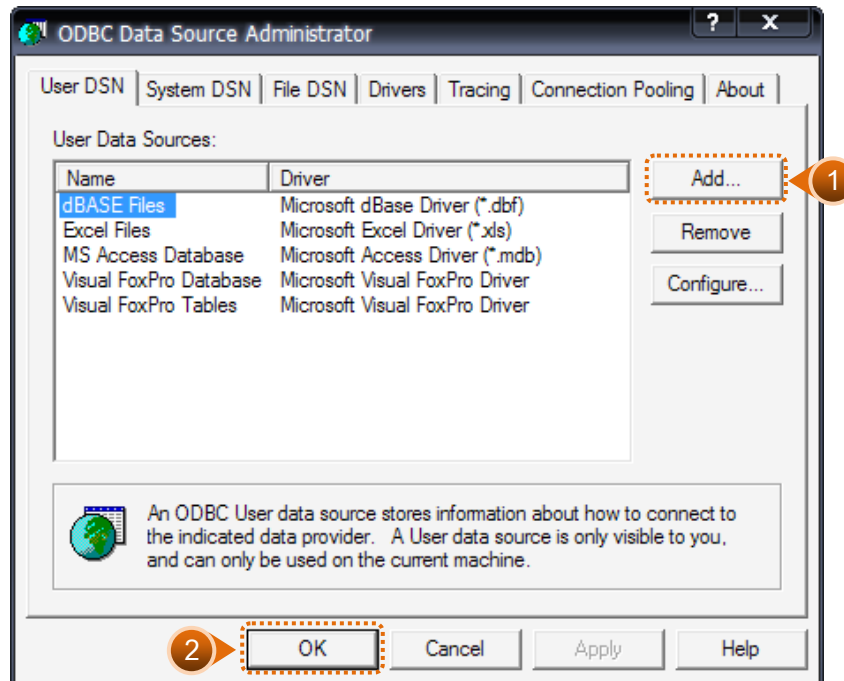 ODBC Data Source Administrator
? X
User DSN System DSN File DSN Drivers Tracing Connection Pooling About
User Data Sources:
Name Driver
dBASE Files Microsoft dBase Driver (*.dbf)
Excel Files Microsoft Excel Driver (*.xls)
MS Access Database Microsoft Access Driver (*.mdb)
Visual FoxPro Database Microsoft Visual FoxPro Driver
Visual FoxPro Tables Microsoft Visual FoxPro Driver
Add...
1
Remove
Configure...
An ODBC User data source stores information about how to connect to
the indicated data provider. A User data source is only visible to you,
and can only be used on the current machine.
2
OK Cancel Apply Help